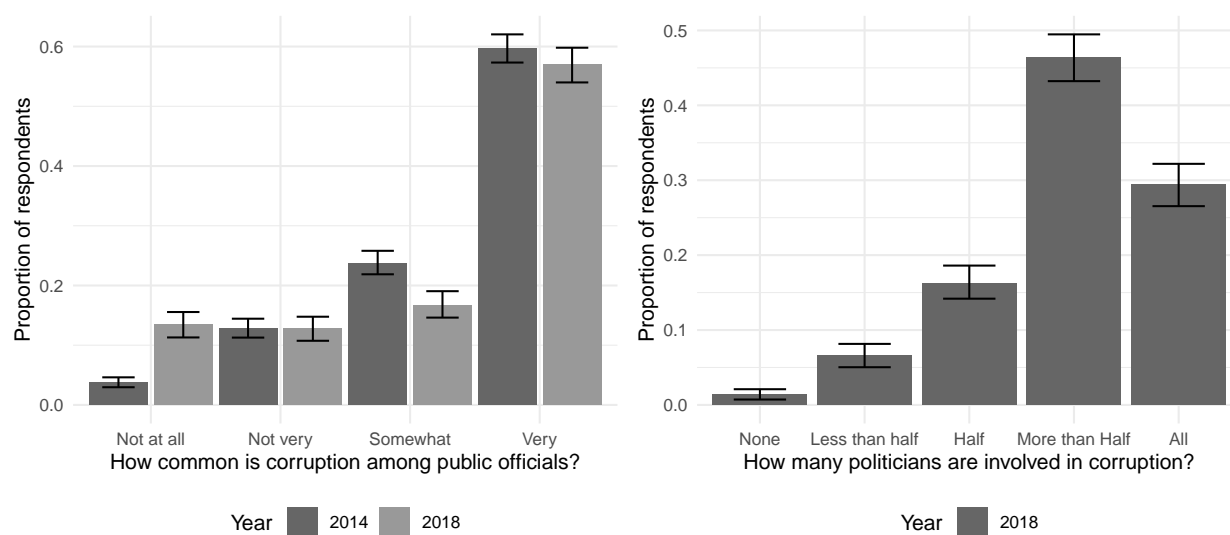 Proportion of respondents
0.6
0.4
0.2
0.0
Not at all Not very Somewhat Very
How common is corruption among public officials?
Year 2014 2018
Proportion of respondents
0.5
0.4
0.3
0.2
0.1
0.0
None Less than half Half More than Half All
How many politicians are involved in corruption?
Year 2018